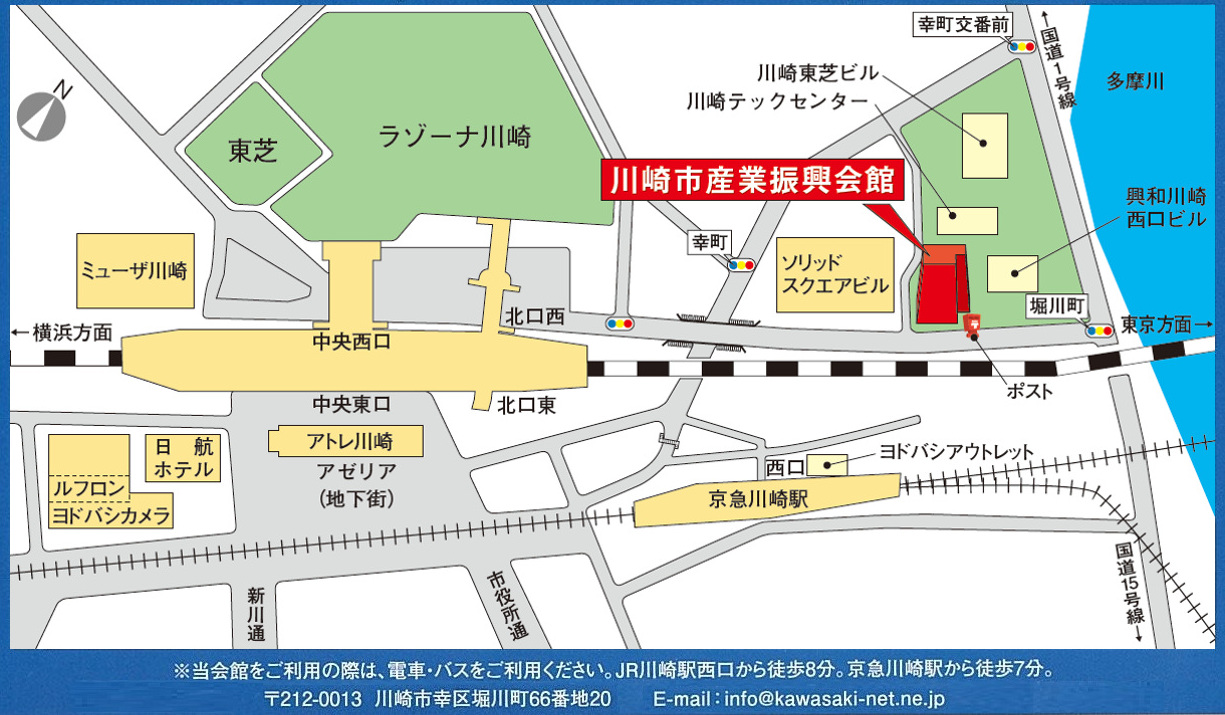 幸町交番前
←国道1号線
多摩川
N
川崎東芝ビル
川崎テックセンター
ラゾーナ川崎
東芝
川崎市産業振興会館
興和川崎
西口ビル
幸町
ミューザ川崎
ソリッド
スクエアビル
堀川町
北口西
←横浜方面
東京方面→
中央西口
ポスト
中央東口
北口東
アトレ川崎
日航
ホテル
アゼリア
(地下街)
ヨドバシアウトレット
西口
ルフロン
ヨドバシカメラ
京急川崎駅
国道15号線→
新川通
市役所通
※当会館をご利用の際は、電車・バスをご利用ください。JR川崎駅西口から徒歩8分。京急川崎駅から徒歩7分。
〒212-0013 川崎市幸区堀川町66番地20 E-mail:info@kawasaki-net.ne.jp